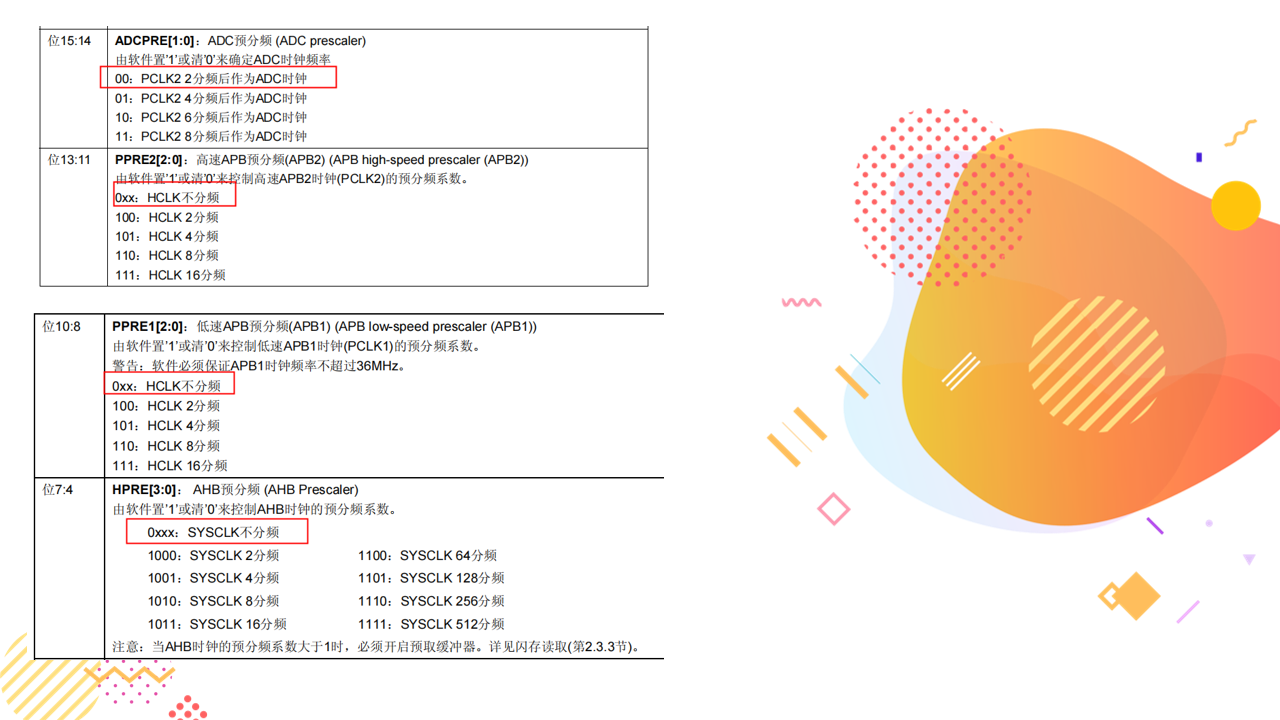 位15:14
ADCPRE[1:0]：ADC预分频 (ADC prescaler)
由软件置'1'或清'0'来确定ADC时钟频率
00：PCLK2 2分频后作为ADC时钟
01：PCLK2 4分频后作为ADC时钟
10：PCLK2 6分频后作为ADC时钟
11：PCLK2 8分频后作为ADC时钟
位13:11
PPRE2[2:0]：高速APB预分频(APB2) (APB high-speed prescaler (APB2))
由软件置'1'或清'0'来控制高速APB2时钟(PCLK2)的预分频系数。
0xx：HCLK不分频
100：HCLK 2分频
101：HCLK 4分频
110：HCLK 8分频
111：HCLK 16分频
位10:8
PPRE1[2:0]：低速APB预分频(APB1) (APB low-speed prescaler (APB1))
由软件置'1'或清'0'来控制低速APB1时钟(PCLK1)的预分频系数。
警告：软件必须保证APB1时钟频率不超过36MHz。
0xx：HCLK不分频
100：HCLK 2分频
101：HCLK 4分频
110：HCLK 8分频
111：HCLK 16分频
位7:4
HPRE[3:0]： AHB预分频 (AHB Prescaler)
由软件置'1'或清'0'来控制AHB时钟的预分频系数。
0xxx：SYSCLK不分频
1000：SYSCLK 2分频 1100：SYSCLK 64分频
1001：SYSCLK 4分频 1101：SYSCLK 128分频
1010：SYSCLK 8分频 1110：SYSCLK 256分频
1011：SYSCLK 16分频 1111：SYSCLK 512分频
注意：当AHB时钟的预分频系数大于1时，必须开启预取缓冲器。详见闪存读取(第2.3.3节)。